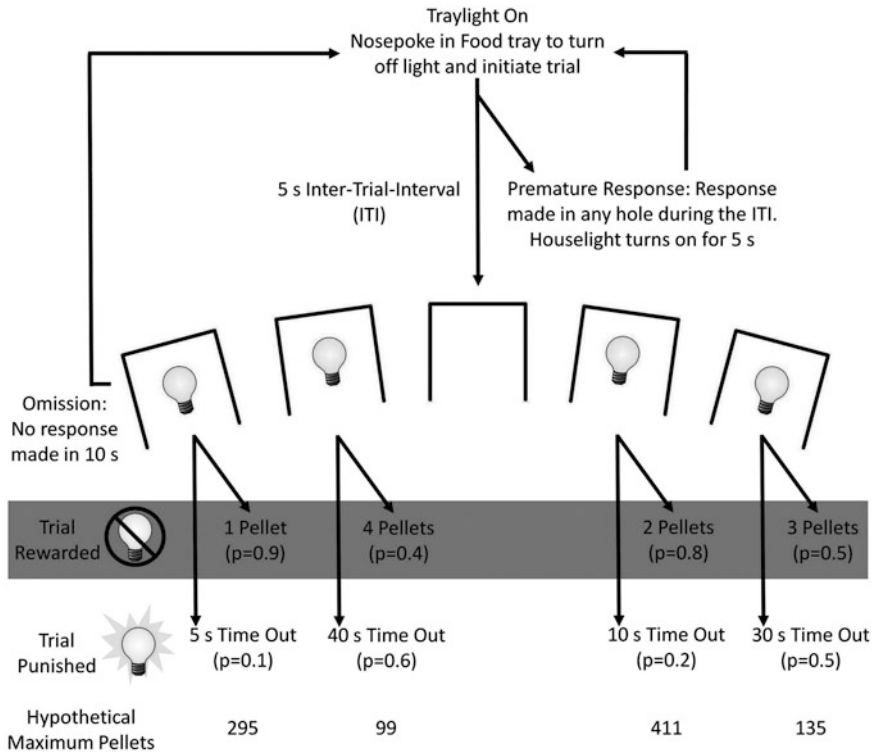 Traylight On
Nosepoke in Food tray to turn
off light and initiate trial
5 s Inter-Trial-Interval
(ITI)
Premature Response: Response
made in any hole during the ITI.
Houselight turns on for 5 s
Omission:
No response
made in 10 s
Trial
Rewarded
1 Pellet
(p=0.9)
4 Pellets
(p=0.4)
2 Pellets
(p=0.8)
3 Pellets
(p=0.5)
Trial
Punished
5 s Time Out
(p=0.1)
40 s Time Out
(p=0.6)
10 s Time Out
(p=0.2)
30 s Time Out
(p=0.5)
Hypothetical
Maximum Pellets
295
99
411
135